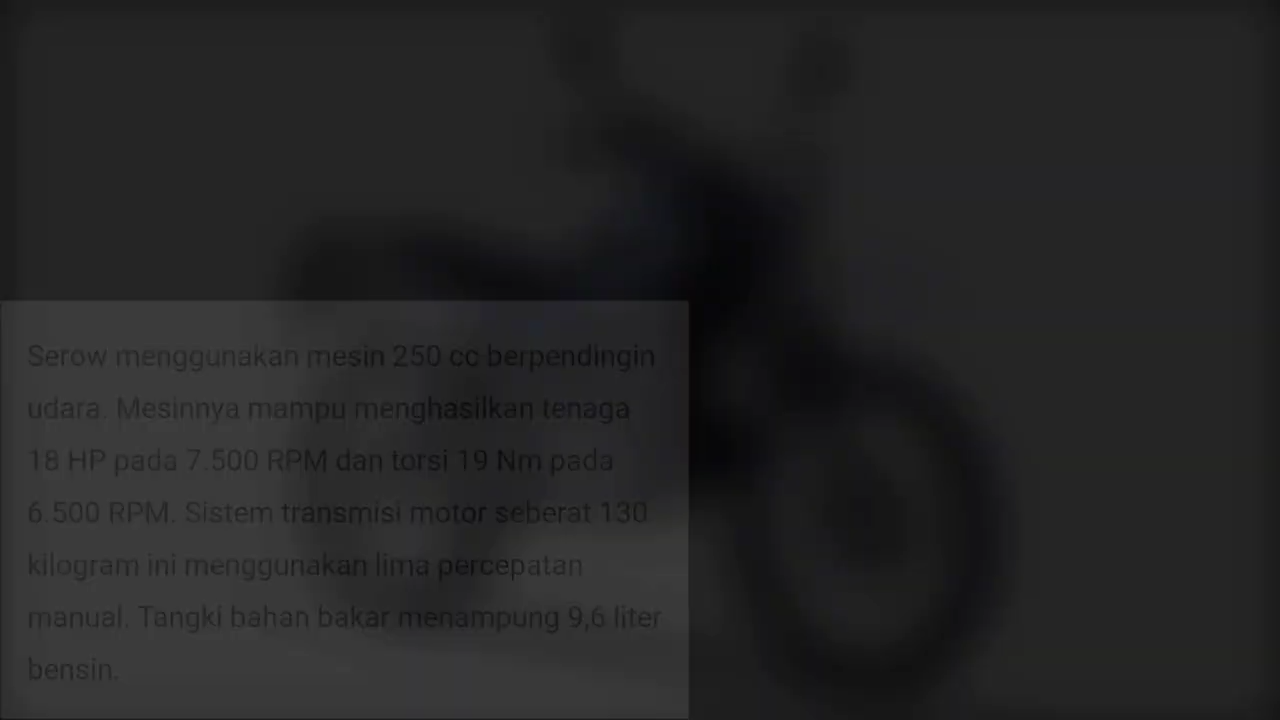 Serow menggunakan mesin 250 cc berpendingin
udara. Mesinnya mampu menghasilkan tenaga
18 HP pada 7.500 RPM dan torsi 19 Nm pada
6.500 RPM. Sistem transmisi motor seberat 130
kilogram ini menggunakan lima percepatan
manual. Tangki bahan bakar menampung 9,6 liter
bensin.